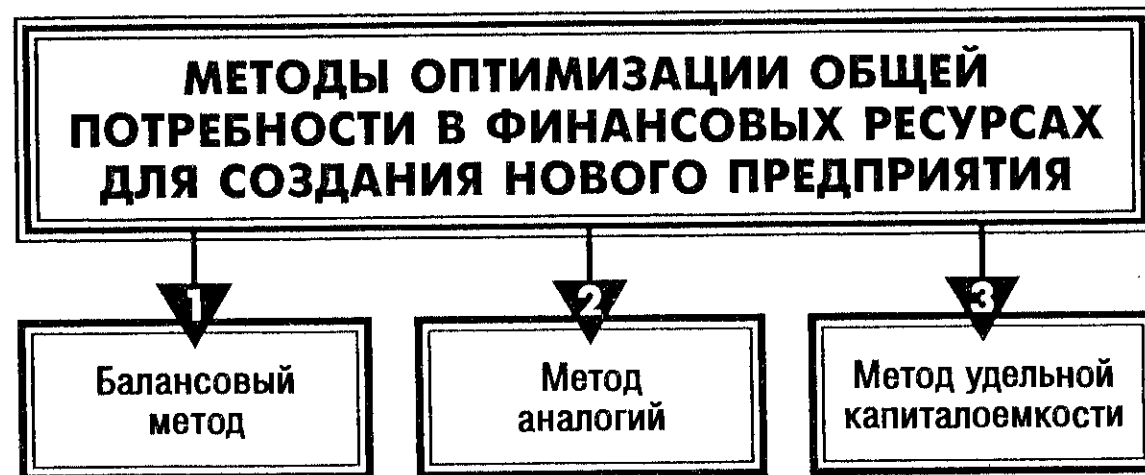 МЕТОДЫ ОПТИМИЗАЦИИ ОБЩЕЙ
ПОТРЕБНОСТИ В ФИНАНСОВЫХ РЕСУРСАХ
ДЛЯ СОЗДАНИЯ НОВОГО ПРЕДПРИЯТИЯ
1
Балансовый
метод
2
Метод
аналогий
3
Метод удельной
капиталоемкости